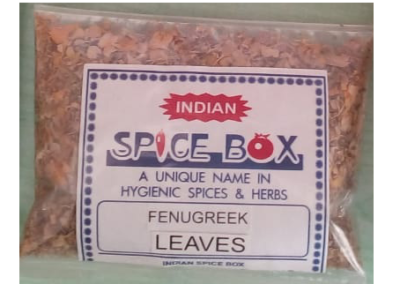 INDIAN
SPICE BOX
A UNIQUE NAME IN
HYGIENIC SPICES & HERBS
FENUGREEK
LEAVES
INDIAN SPICE BOX